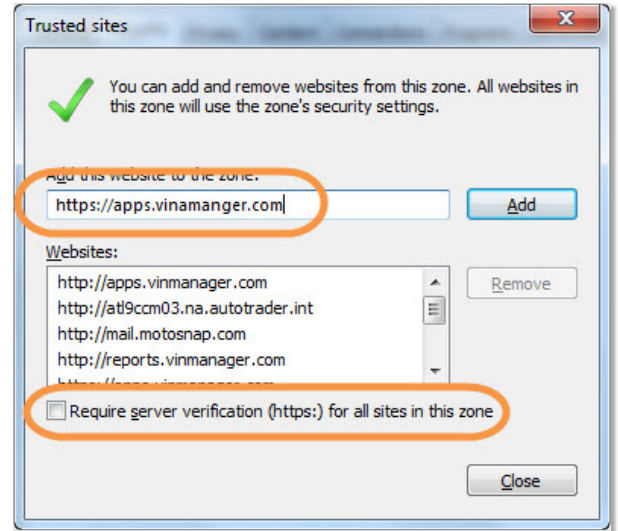 Trusted sites
You can add and remove websites from this zone. All websites in
this zone will use the zone's security settings.
Add this website to the zone:
https://apps.vinamanger.com
Add
Websites:
http://apps.vinmanager.com
http://atl9ccm03.na.autotrader.int
http://mail.motosnap.com
http://reports.vinmanager.com
Remove
Require server verification (https:) for all sites in this zone
Close